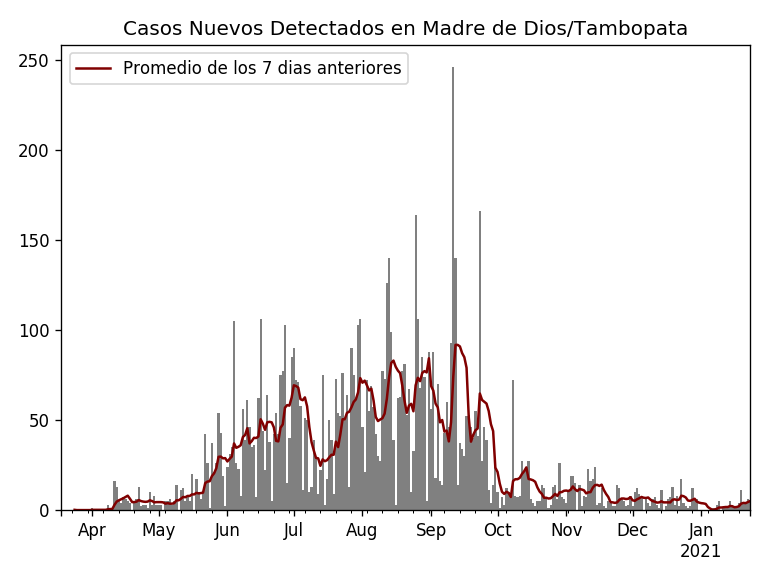 Casos Nuevos Detectados en Madre de Dios/Tambopata
Promedio de los 7 dias anteriores
250
200
150
100
50
0
Apr May Jun Jul Aug Sep Oct Nov Dec Jan
2021